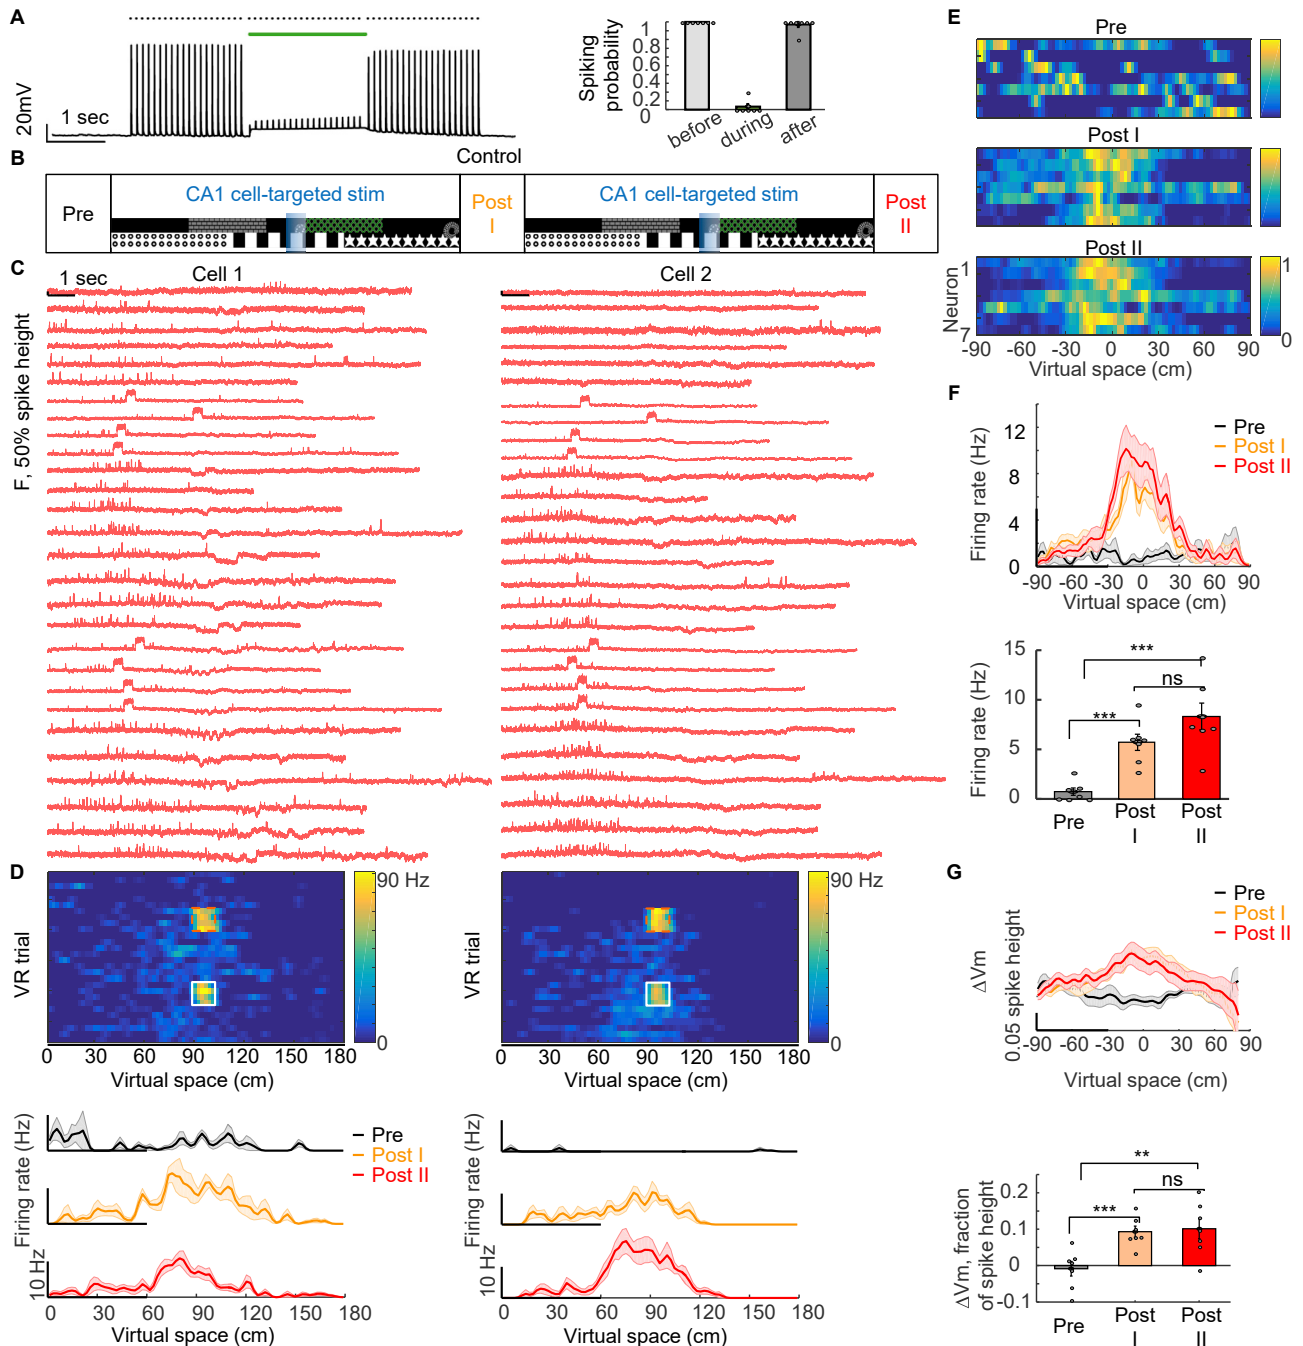 A
20mV
1 sec
Spiking
probability
1
0.8
0.6
0.4
0.2
0
before
during
after
B
Control
Pre
CA1 cell-targeted stim
Post
I
CA1 cell-targeted stim
Post
II
C
1 sec
Cell 1
Cell 2
F, 50% spike height
D
VR trial
90 Hz
0
0 30 60 90 120 150 180
Virtual space (cm)
VR trial
90 Hz
0
0 30 60 90 120 150 180
Virtual space (cm)
Firing rate (Hz)
10 Hz
Pre
Post I
Post II
0 30 60 90 120 150 180
Virtual space (cm)
Firing rate (Hz)
10 Hz
0 30 60 90 120 150 180
Virtual space (cm)
E
Pre
Post I
Post II
Neuron
1
7
1
0
-90 -60 -30 0 30 60 90
Virtual space (cm)
F
Firing rate (Hz)
12
8
4
0
Pre
Post I
Post II
-90 -60 -30 0 30 60 90
Virtual space (cm)
Firing rate (Hz)
15
10
5
0
***
ns
***
Pre
Post
I
Post
II
G
ΔVm
0.05 spike height
Pre
Post I
Post II
-90 -60 -30 0 30 60 90
Virtual space (cm)
ΔVm, fraction
of spike height
0.2
0.1
0
-0.1
**
ns
***
Pre
Post
I
Post
II